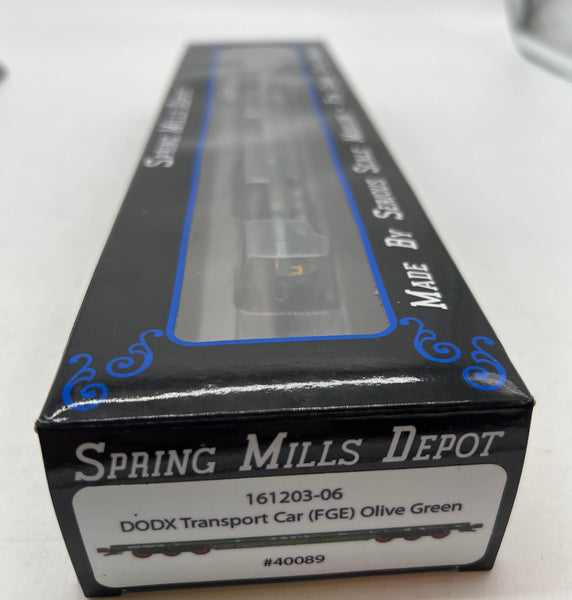 SPRING MILLS DEPOT
MADE BY SERIOUS SCALE
SPRING MILLS DEPOT
161203-06
DODX Transport Car (FGE) Olive Green
#40089